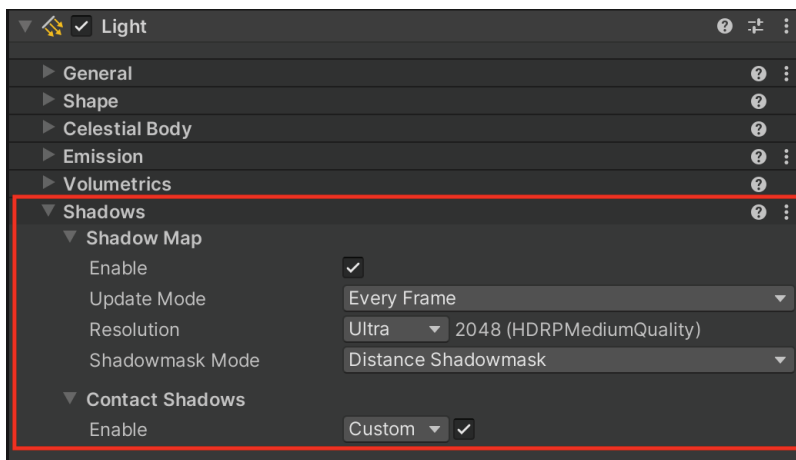 Light
General
Shape
Celestial Body
Emission
Volumetrics
Shadows
Shadow Map
Enable
Update Mode Every Frame
Resolution Ultra 2048 (HDRPMediumQuality)
Shadowmask Mode Distance Shadowmask
Contact Shadows
Enable Custom